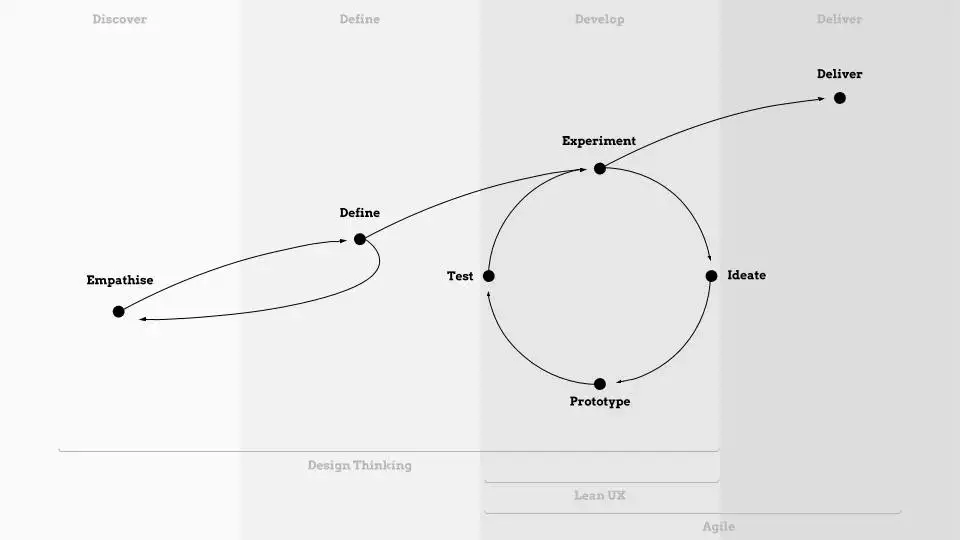 Discover
Define
Develop
Deliver
Deliver
Experiment
Define
Empathise
Test
Ideate
Prototype
Design Thinking
Lean UX
Agile